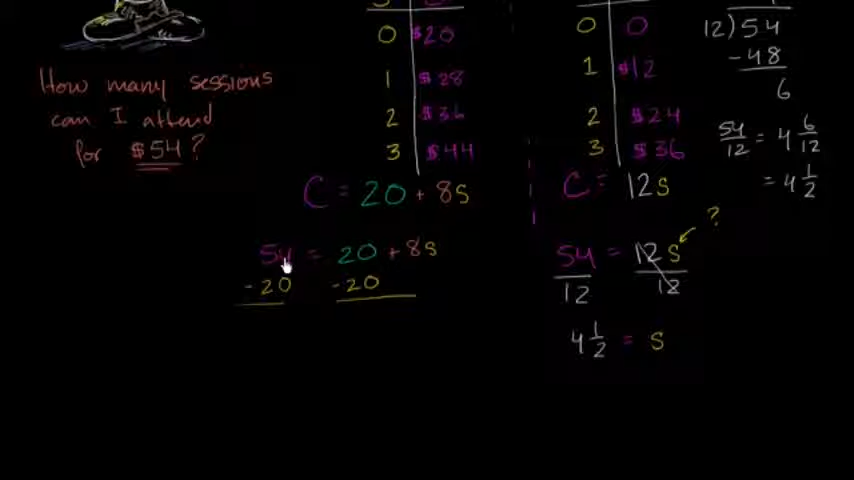 How many sessions
can I attend
for $54?
0 $20
1 $28
2 $36
3 $44
C = 20 + 8s
54 = 20 + 8s
-20 -20
0 0
1 $12
2 $24
3 $36
C = 12s
?
54 = 12s
12 12
4 1/2 = s
12)54
-48
6
54/12 = 4 6/12
= 4 1/2